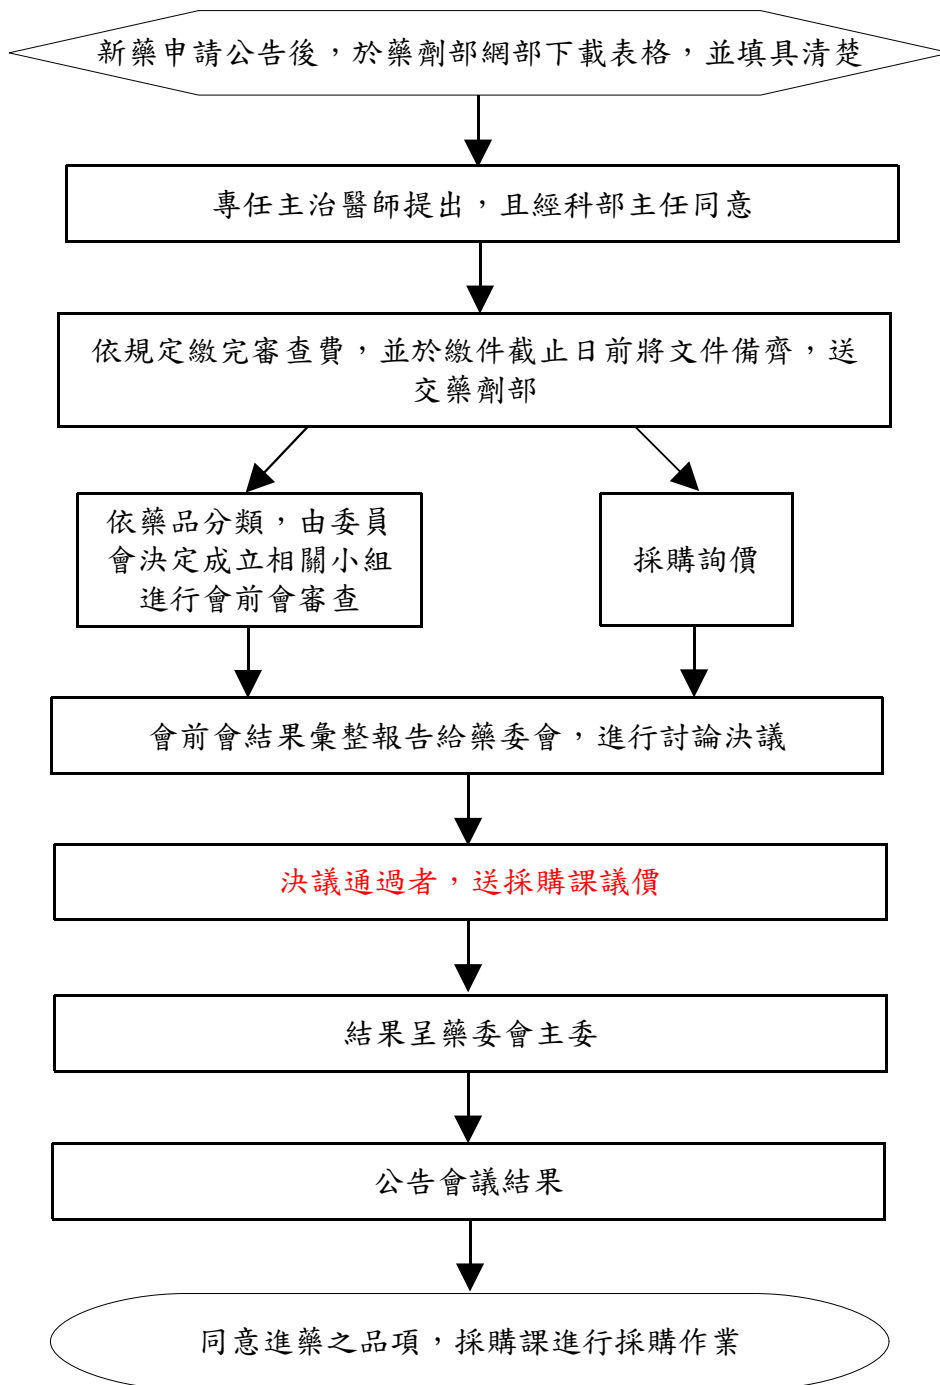 新藥申請公告後，於藥劑部網部下載表格，並填具清楚
專任主治醫師提出，且經科部主任同意
依規定繳完審查費，並於繳件截止日前將文件備齊，送
交藥劑部
依藥品分類，由委員
會決定成立相關小組
進行會前會審查
採購詢價
會前會結果彙整報告給藥委會，進行討論決議
決議通過者，送採購課議價
結果呈藥委會主委
公告會議結果
同意進藥之品項，採購課進行採購作業